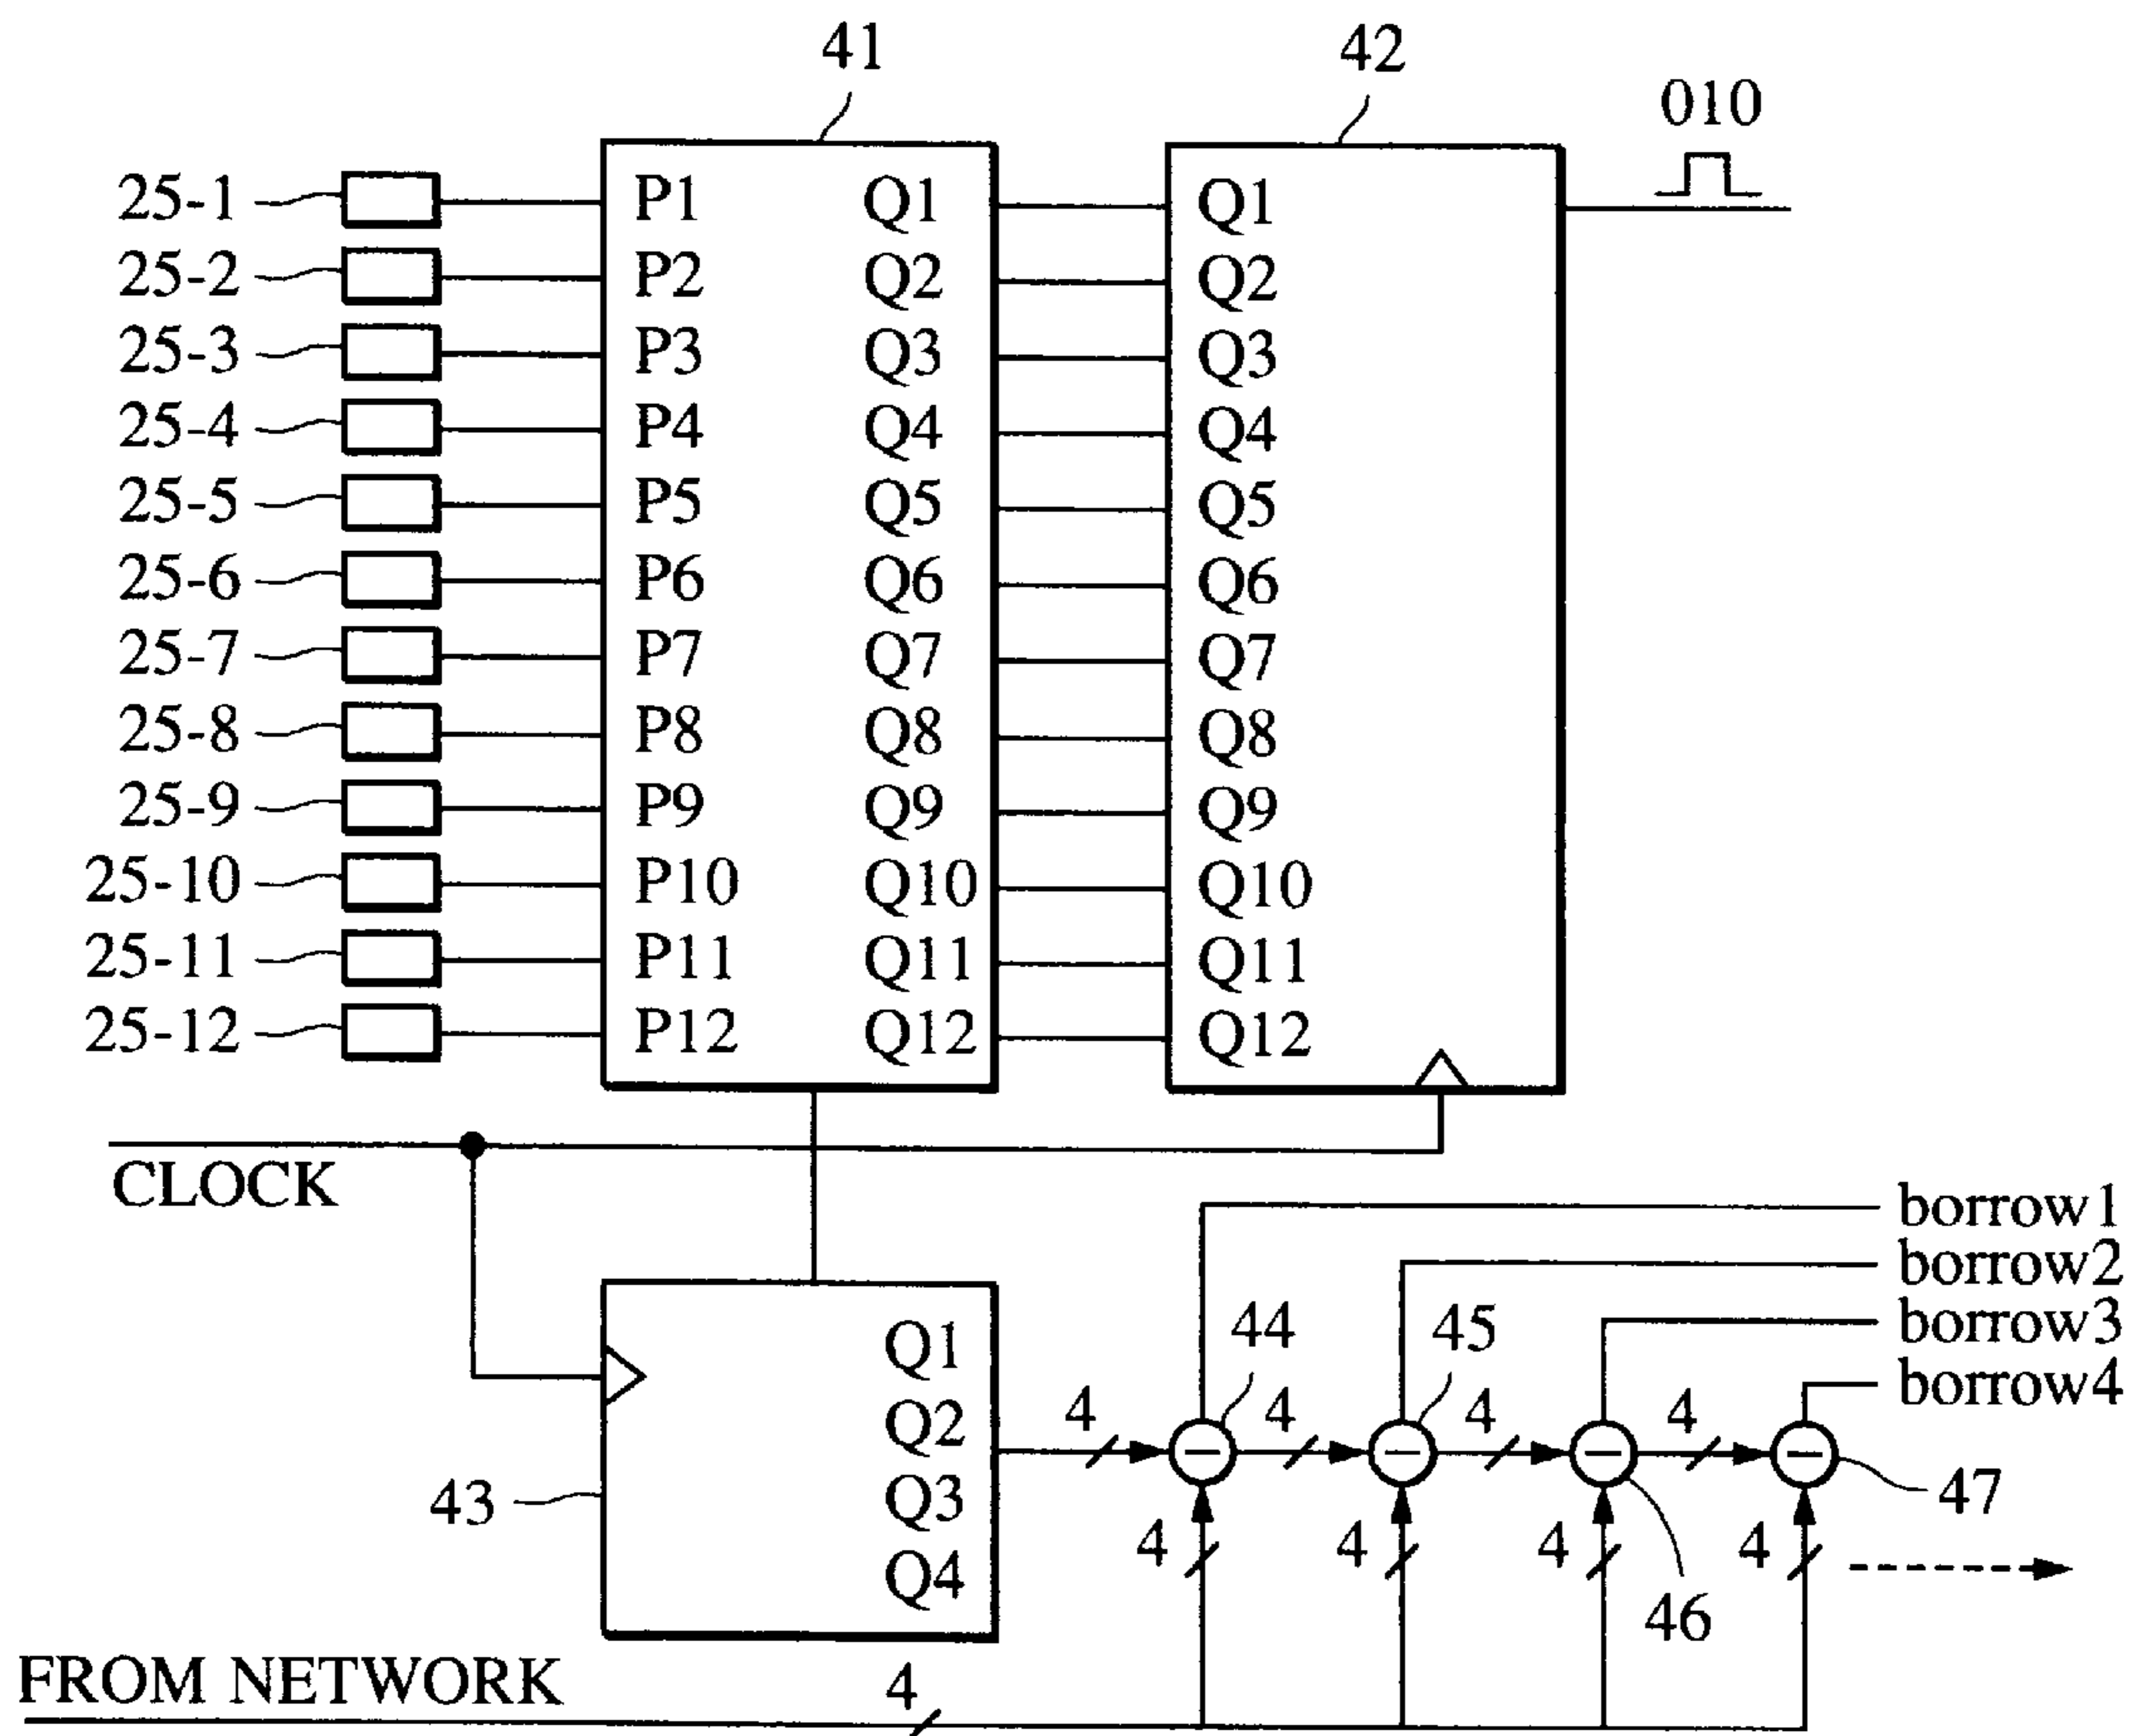 41 42
010
25-1 P1 Q1 Q1
25-2 P2 Q2 Q2
25-3 P3 Q3 Q3
25-4 P4 Q4 Q4
25-5 P5 Q5 Q5
25-6 P6 Q6 Q6
25-7 P7 Q7 Q7
25-8 P8 Q8 Q8
25-9 P9 Q9 Q9
25-10 P10 Q10 Q10
25-11 P11 Q11 Q11
25-12 P12 Q12 Q12
CLOCK
borrow1
borrow2
borrow3
borrow4
44 45
Q1
Q2
Q3
Q4
43
4 4 4 4
47
4 4 4 4
46
FROM NETWORK 4